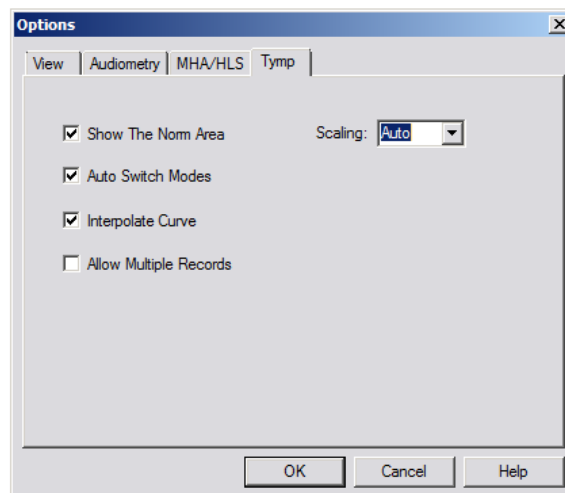 Options
View Audiometry MHA/HLS Tymp
Show The Norm Area Scaling: Auto
Auto Switch Modes
Interpolate Curve
Allow Multiple Records
OK Cancel Help